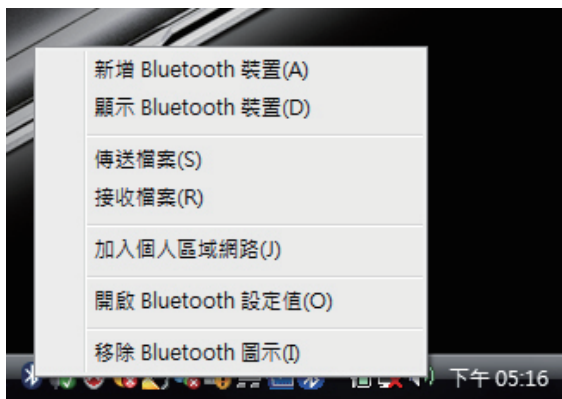 新增 Bluetooth 裝置(A)
顯示 Bluetooth 裝置(D)
傳送檔案(S)
接收檔案(R)
加入個人區域網路(J)
開啟 Bluetooth 設定值(O)
移除 Bluetooth 圖示(I)
下午 05:16